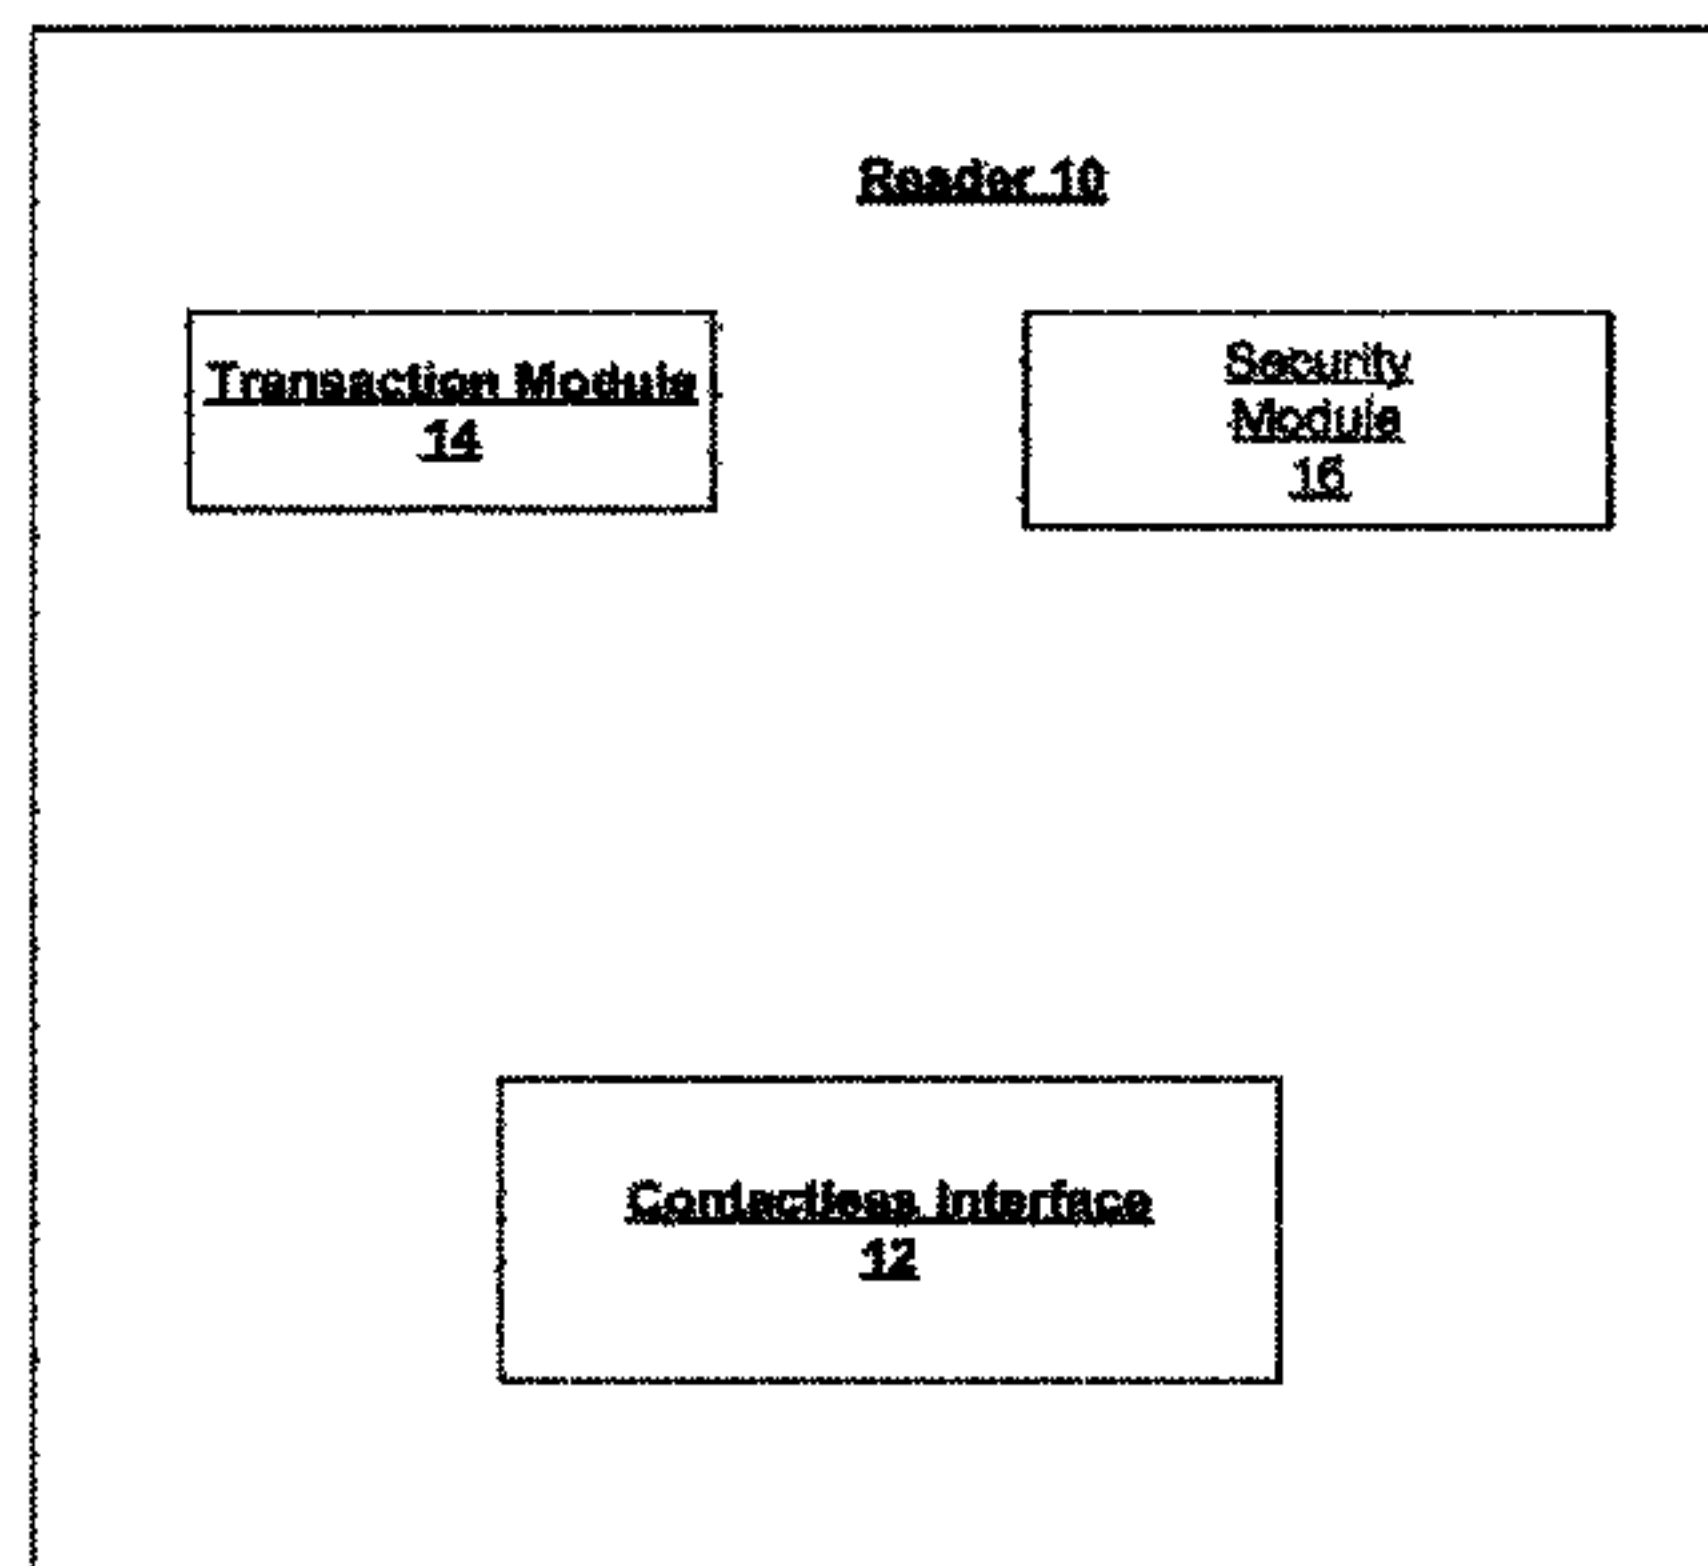 Reader 10
Transaction Module
14
Security
Module
16
Contactless Interface
12